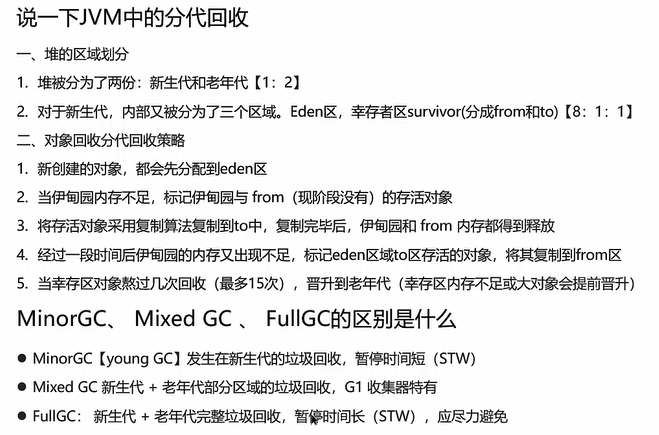 说一下JVM中的分代回收
一、堆的区域划分
1. 堆被分为了两份：新生代和老年代【1：2】
2. 对于新生代，内部又被分为了三个区域。Eden区，幸存者区survivor(分成from和to)【8：1：1】
二、对象回收分代回收策略
1. 新创建的对象，都会先分配到eden区
2. 当伊甸园内存不足，标记伊甸园与 from（现阶段没有）的存活对象
3. 将存活对象采用复制算法复制到to中，复制完毕后，伊甸园和 from 内存都得到释放
4. 经过一段时间后伊甸园的内存又出现不足，标记eden区域to区存活的对象，将其复制到from区
5. 当幸存区对象熬过几次回收（最多15次），晋升到老年代（幸存区内存不足或大对象会提前晋升）
MinorGC、 Mixed GC 、 FullGC的区别是什么
● MinorGC【young GC】发生在新生代的垃圾回收，暂停时间短（STW）
● Mixed GC 新生代 + 老年代部分区域的垃圾回收，G1 收集器特有
● FullGC： 新生代 + 老年代完整垃圾回收，暂停时间长（STW），应尽力避免